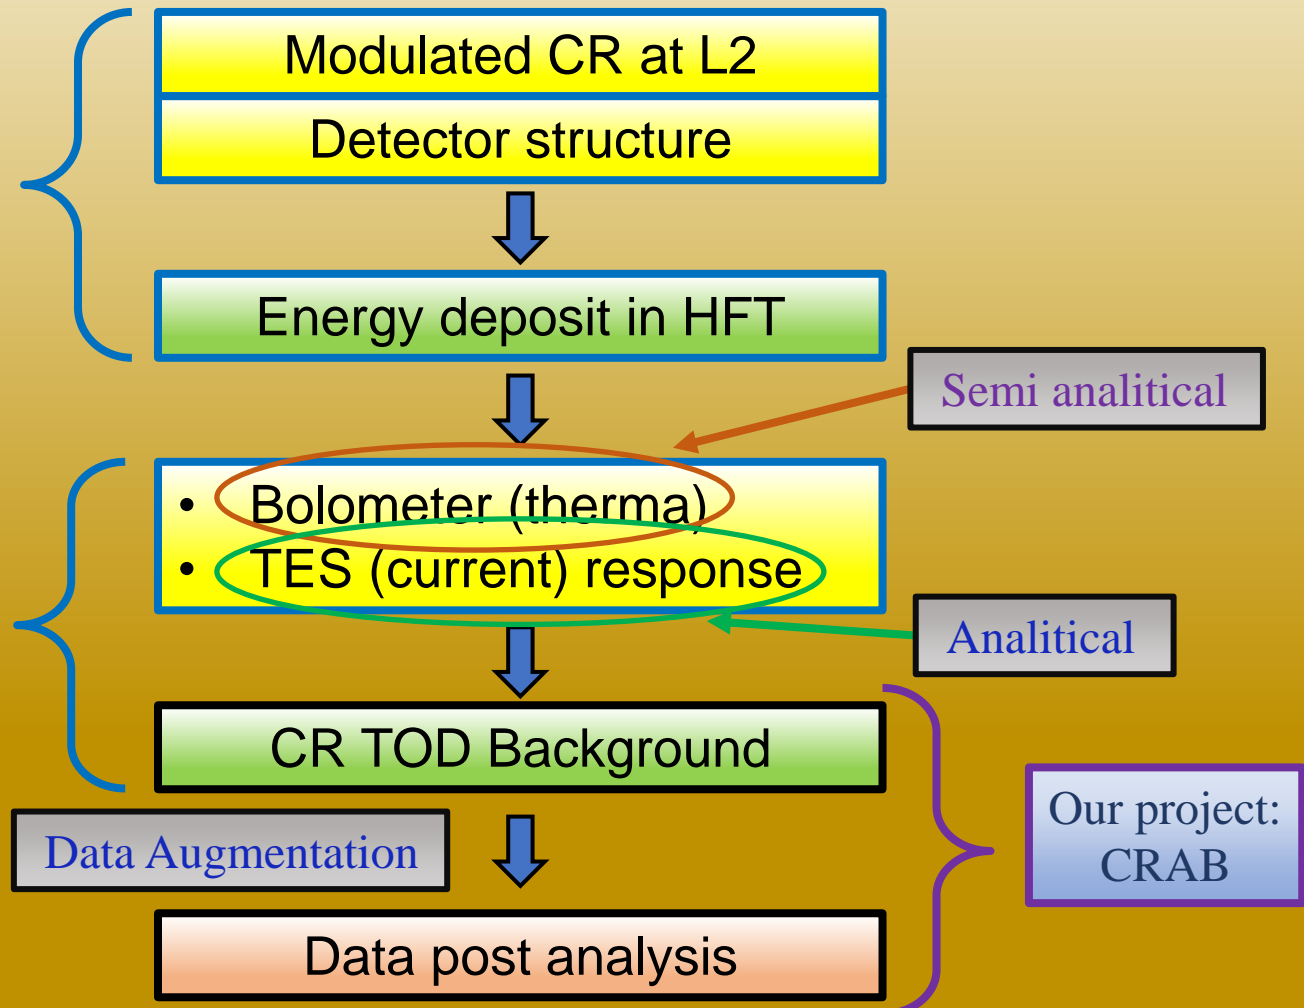 Modulated CR at L2
Detector structure
Energy deposit in HFT
Semi analitical
• Bolometer (therma)
• TES (current) response
Analitical
CR TOD Background
Our project:
CRAB
Data Augmentation
Data post analysis